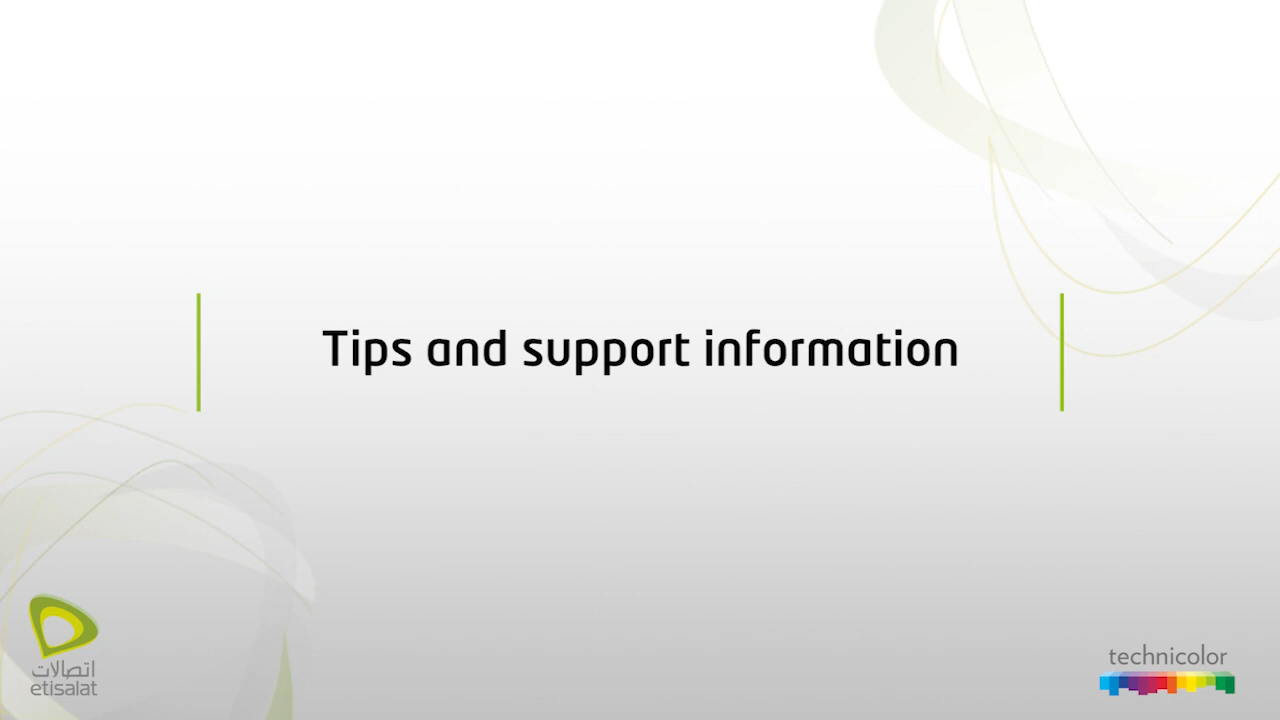 Tips and support information
اتصالات
etisalat
technicolor